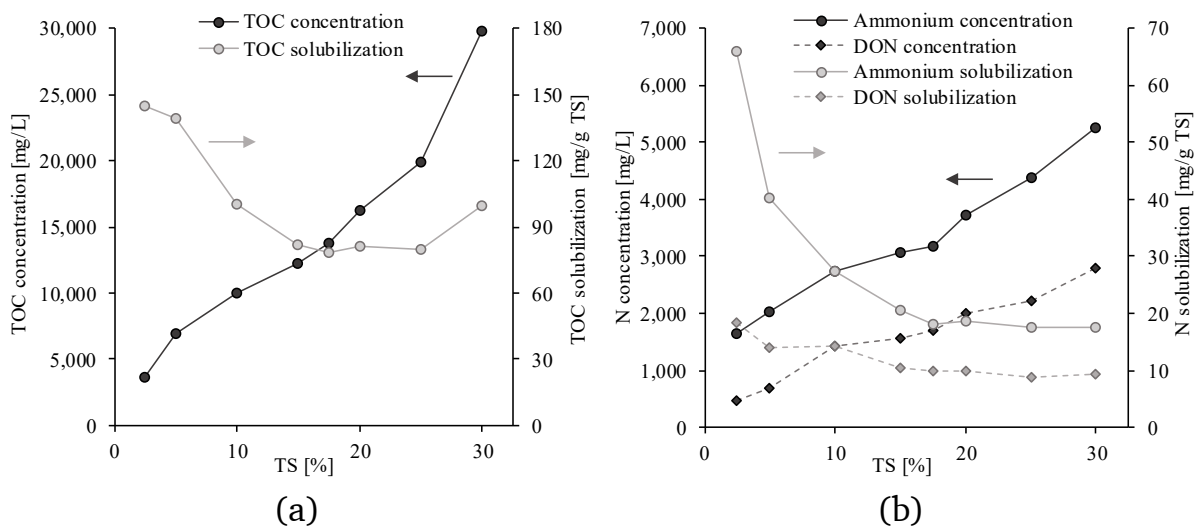 TOC concentration
TOC solubilization
30,000
25,000
20,000
15,000
10,000
5,000
0
TOC concentration [mg/L]
180
150
120
90
60
30
0
TOC solubilization [mg/g TS]
0
10
20
30
TS [%]
(a)
Ammonium concentration
DON concentration
Ammonium solubilization
DON solubilization
7,000
6,000
5,000
4,000
3,000
2,000
1,000
0
N concentration [mg/L]
70
60
50
40
30
20
10
0
N solubilization [mg/g TS]
0
10
20
30
TS [%]
(b)